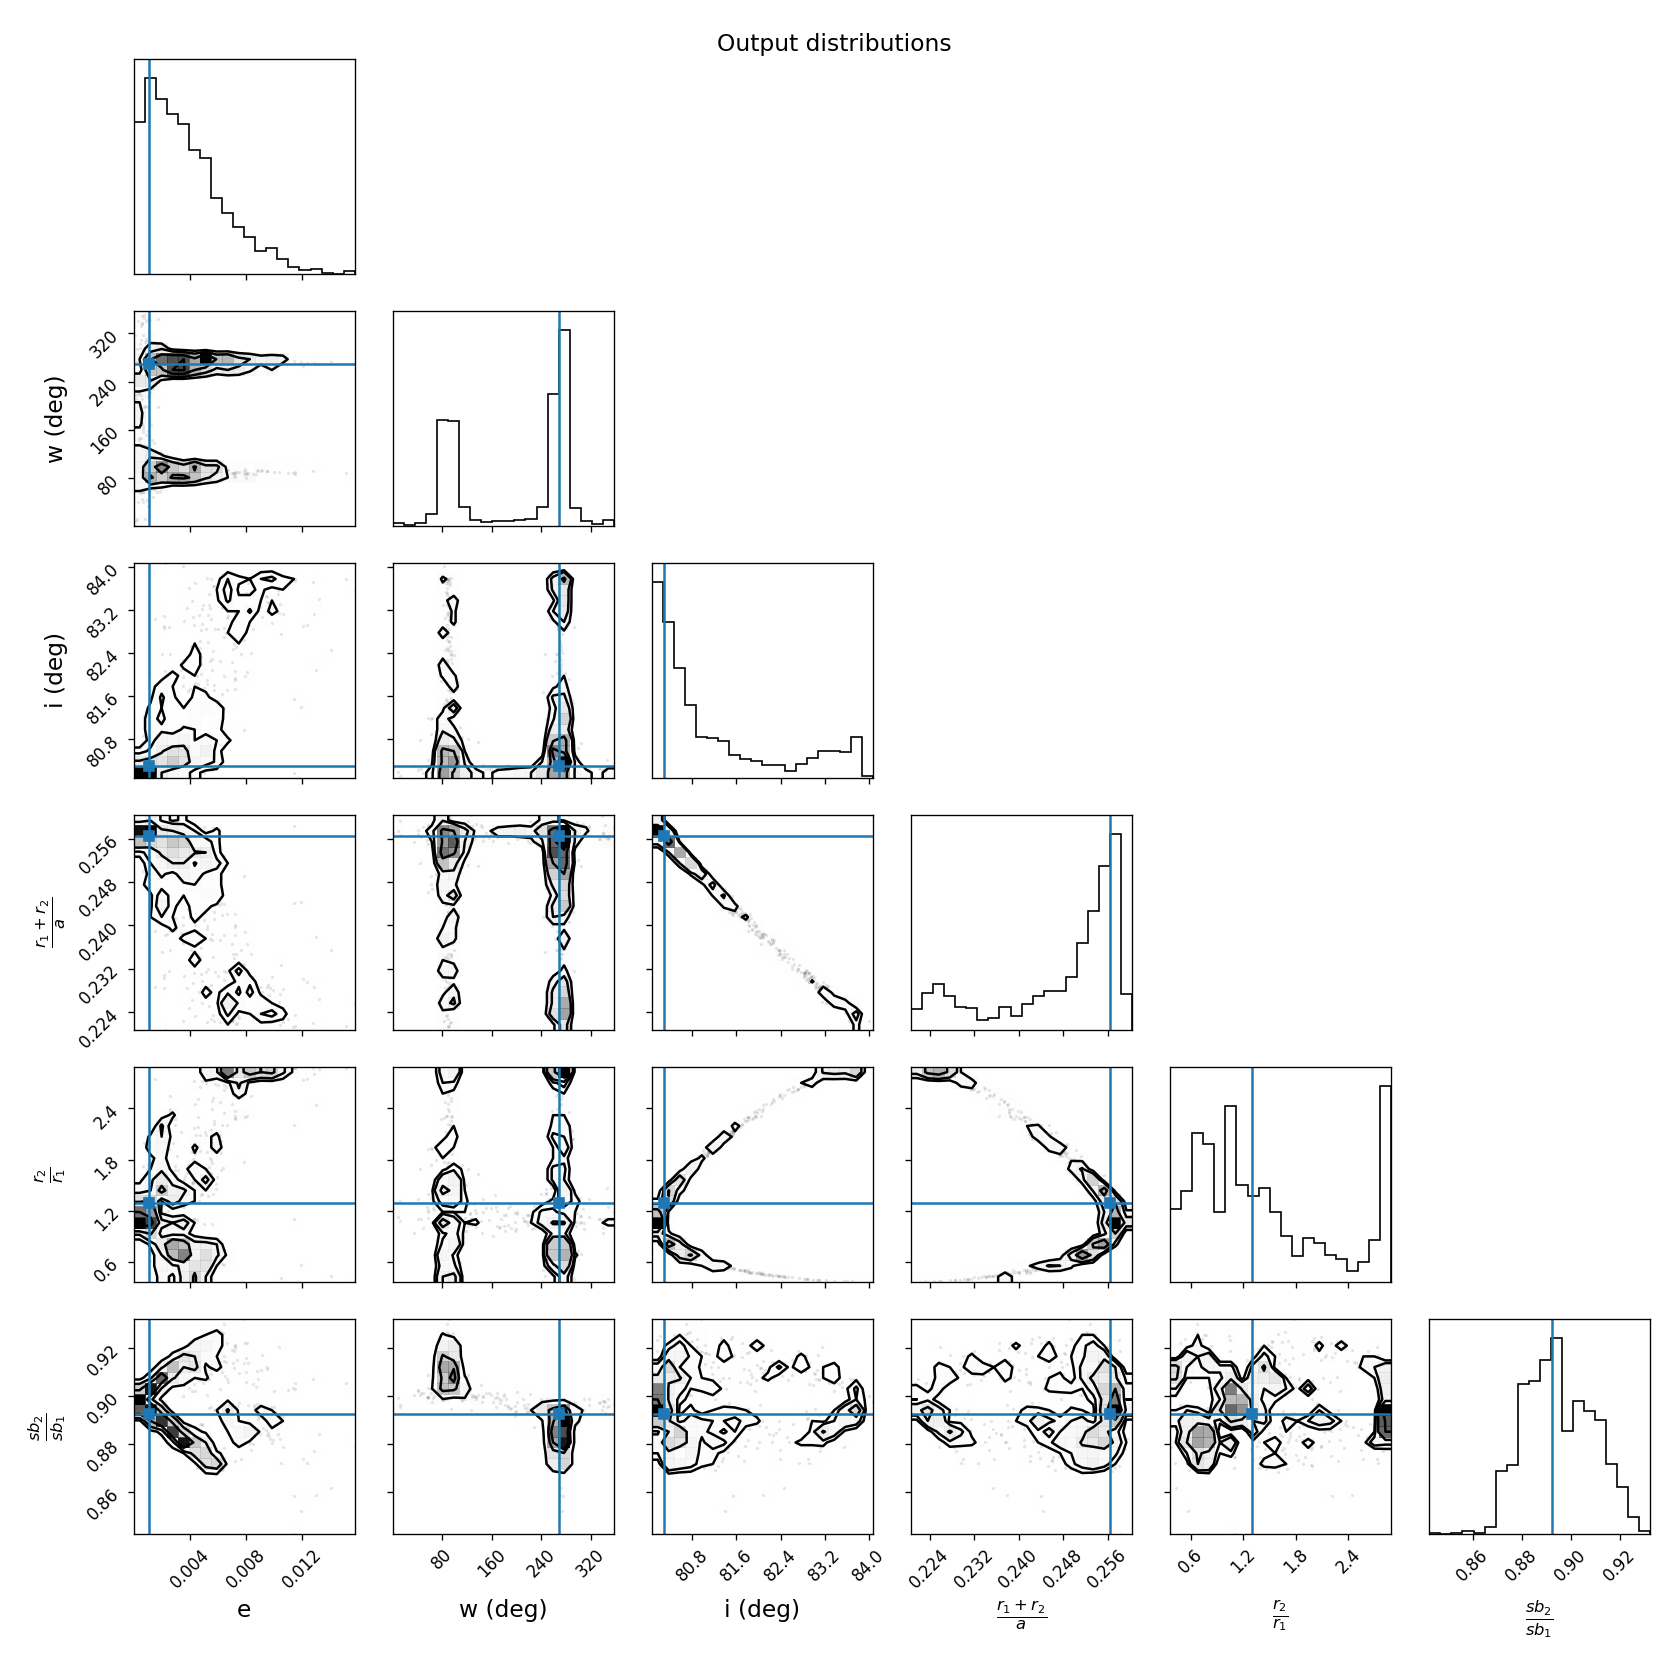 Output distributions
w (deg)
320
240
160
80
i (deg)
84.0
83.2
82.4
81.6
80.8
r₁ + r₂
a
0.256
0.248
0.240
0.232
0.224
r₂
r₁
2.4
1.8
1.2
0.6
sb₂
sb₁
0.92
0.90
0.88
0.86
0.004 0.008 0.012 80 160 240 320 80.8 81.6 82.4 83.2 84.0 0.224 0.232 0.240 0.248 0.256 0.6 1.2 1.8 2.4 0.86 0.88 0.90 0.92
e w (deg) i (deg)
r₁ + r₂
a
r₂
r₁
sb₂
sb₁